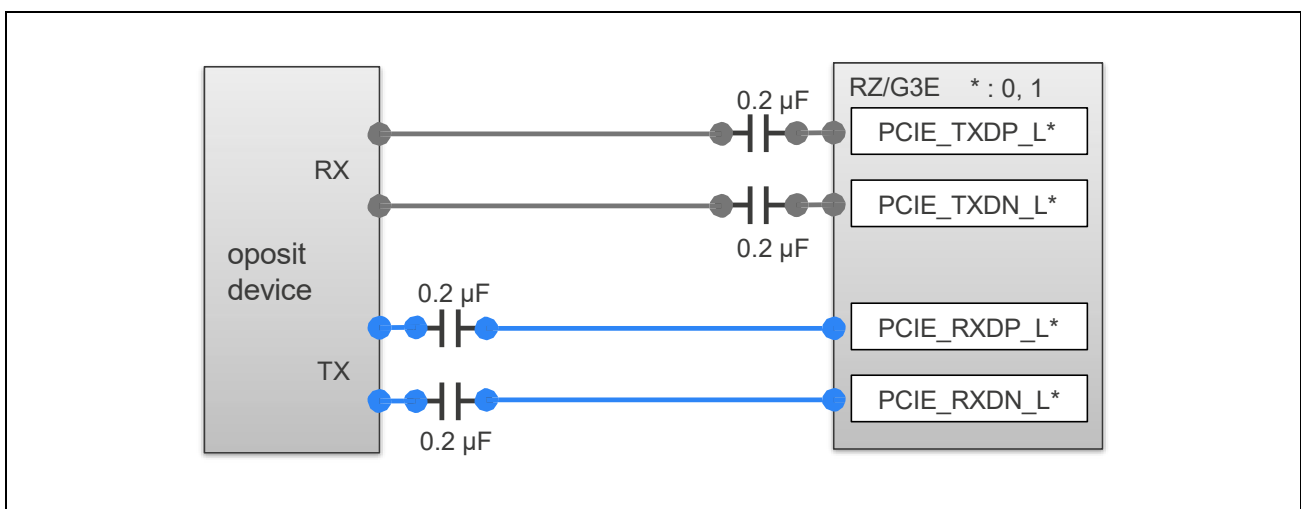 RZ/G3E * : 0, 1
0.2 µF
PCIE_TXDP_L*
RX
PCIE_TXDN_L*
0.2 µF
oposit
device
0.2 µF
PCIE_RXDP_L*
TX
PCIE_RXDN_L*
0.2 µF